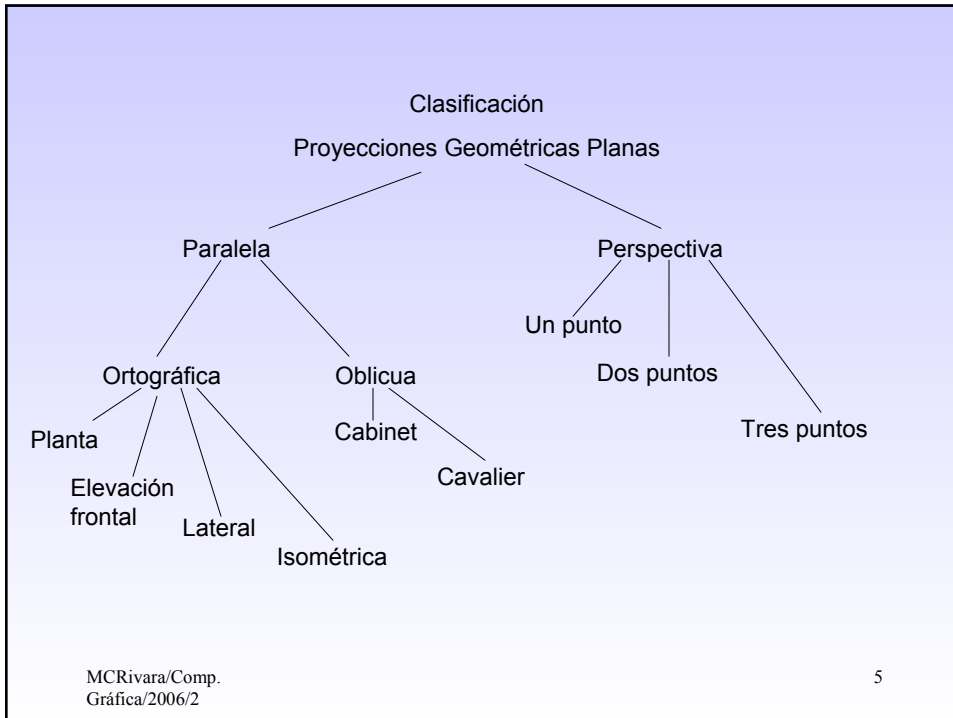 Clasificación
Proyecciones Geométricas Planas
Paralela
Perspectiva
Un punto
Dos puntos
Tres puntos
Ortográfica
Oblicua
Planta
Elevación
frontal
Lateral
Isométrica
Cabinet
Cavalier
MCRivara/Comp.
Gráfica/2006/2
5